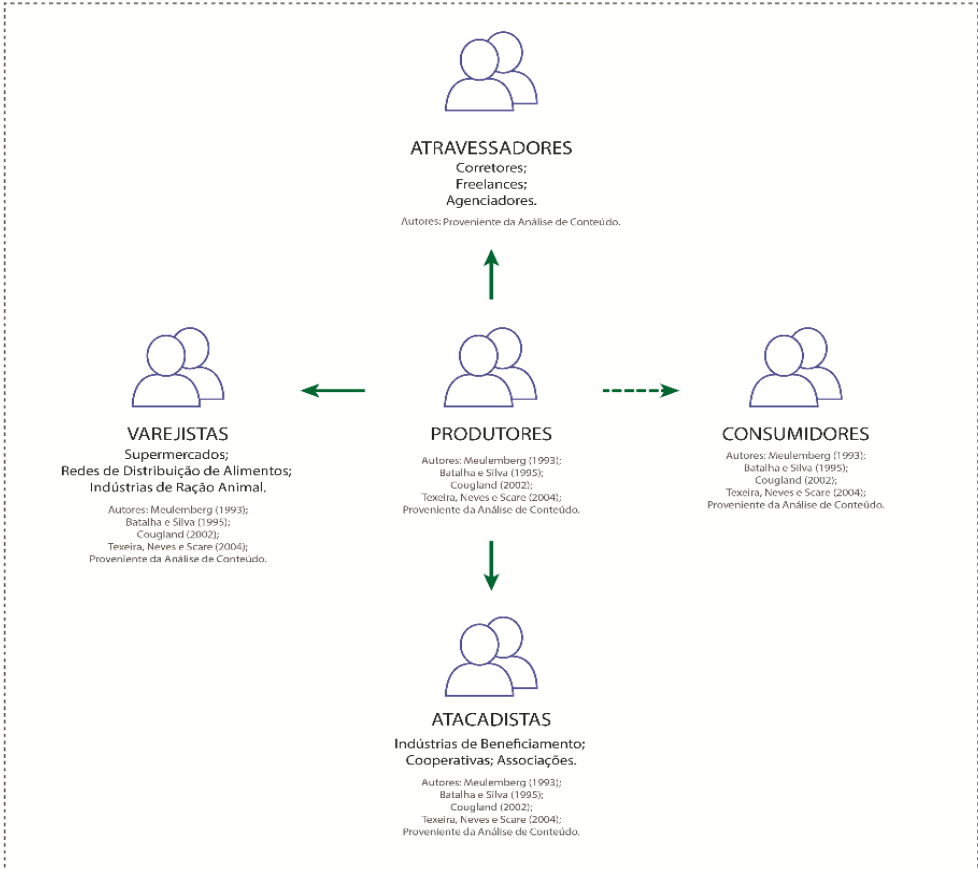 ATRAVESSADORES
Corretores;
Freelances;
Agenciadores.
Autores: Proveniente da Análise de Conteúdo.
VAREJISTAS
Supermercados;
Redes de Distribuição de Alimentos;
Indústrias de Ração Animal.
Autores: Meulemberg (1993);
Batalha e Silva (1995);
Cougland (2002);
Texeira, Neves e Scare (2004);
Proveniente da Análise de Conteúdo.
PRODUTORES
Autores: Meulemberg (1993);
Batalha e Silva (1995);
Cougland (2002);
Texeira, Neves e Scare (2004);
Proveniente da Análise de Conteúdo.
CONSUMIDORES
Autores: Meulemberg (1993);
Batalha e Silva (1995);
Cougland (2002);
Texeira, Neves e Scare (2004);
Proveniente da Análise de Conteúdo.
ATACADISTAS
Indústrias de Beneficiamento;
Cooperativas; Associações.
Autores: Meulemberg (1993);
Batalha e Silva (1995);
Cougland (2002);
Texeira, Neves e Scare (2004);
Proveniente da Análise de Conteúdo.